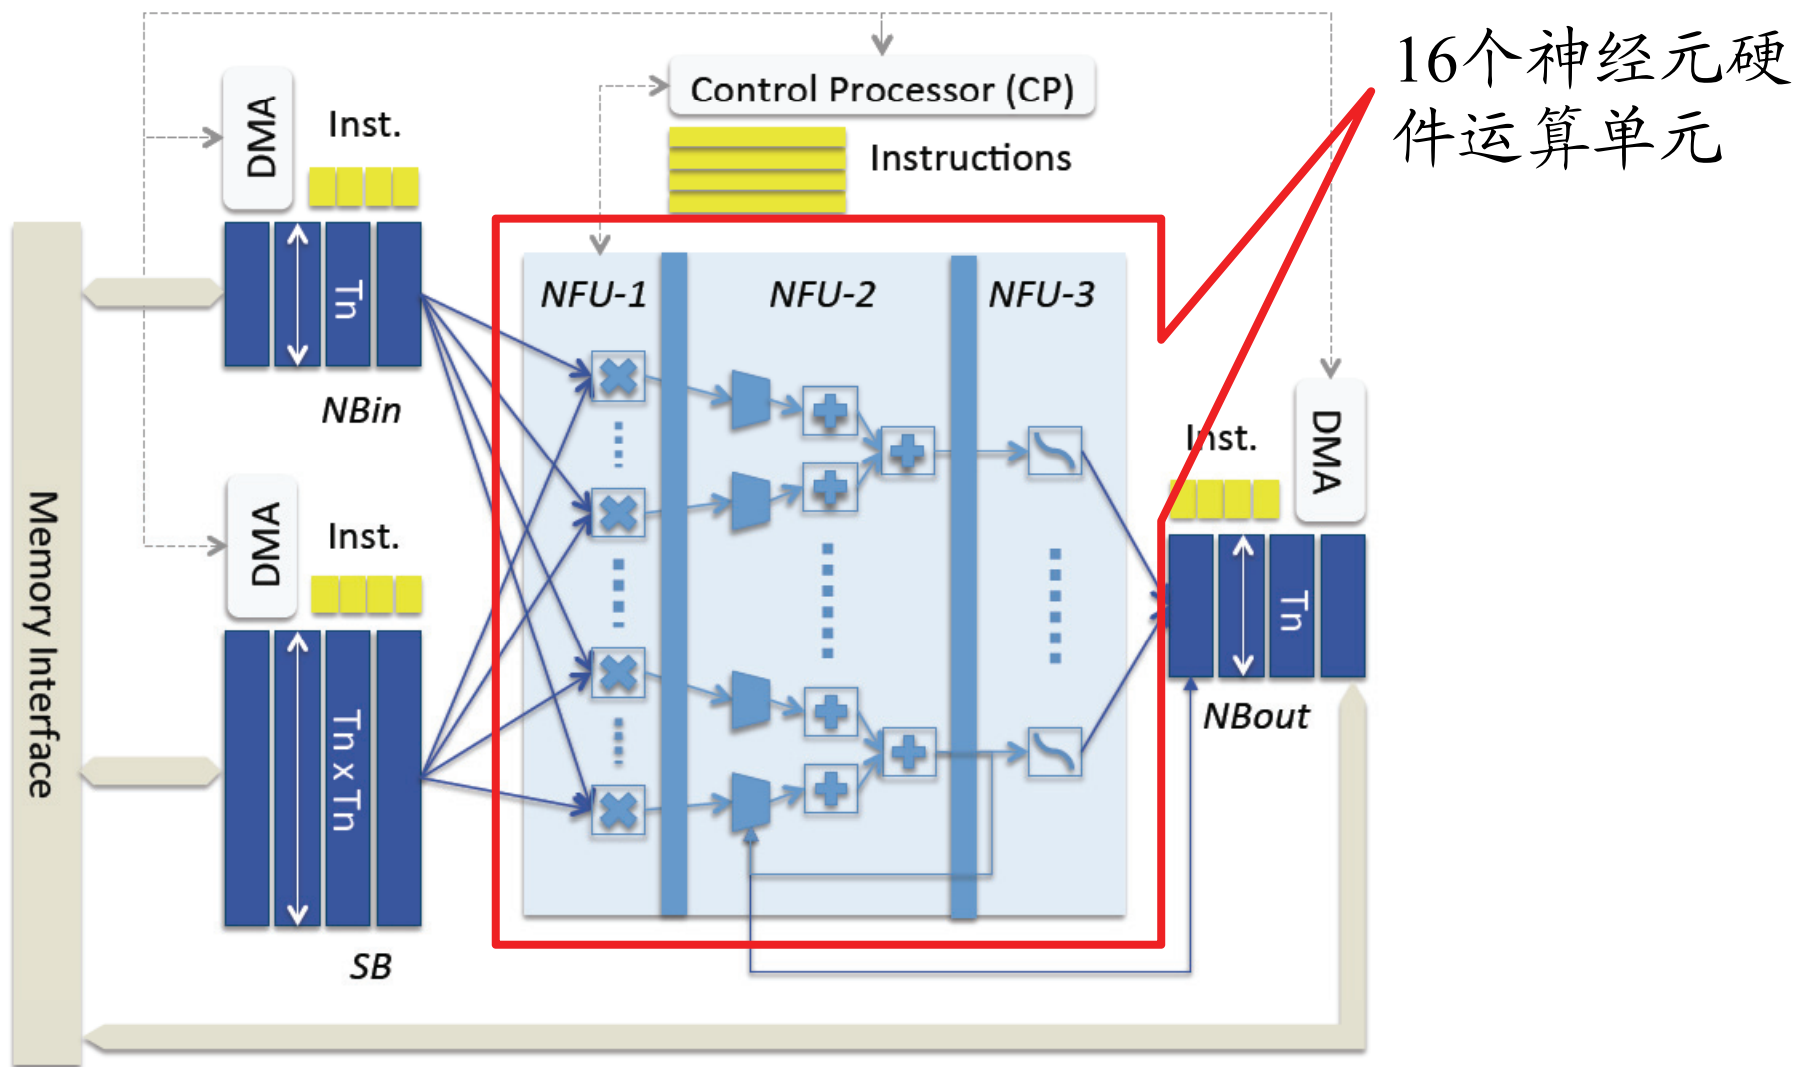 16个神经元硬
件运算单元
Control Processor (CP)
Instructions
DMA
Inst.
Tn
NBin
DMA
Inst.
Tn x Tn
SB
Memory Interface
NFU-1
NFU-2
NFU-3
Inst.
DMA
Tn
NBout